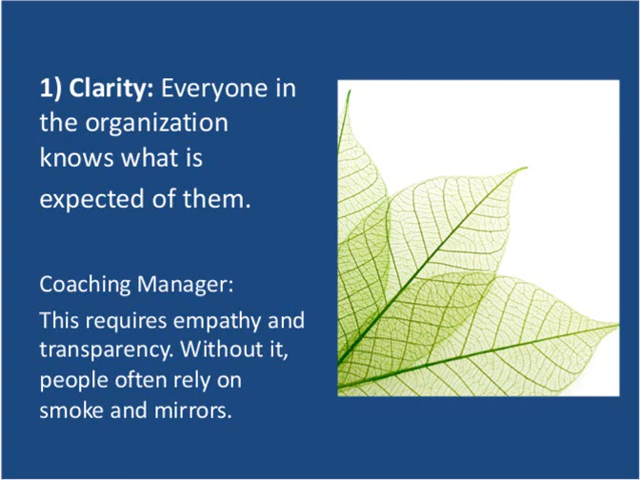 1) Clarity: Everyone in
the organization
knows what is
expected of them.
Coaching Manager:
This requires empathy and
transparency. Without it,
people often rely on
smoke and mirrors.